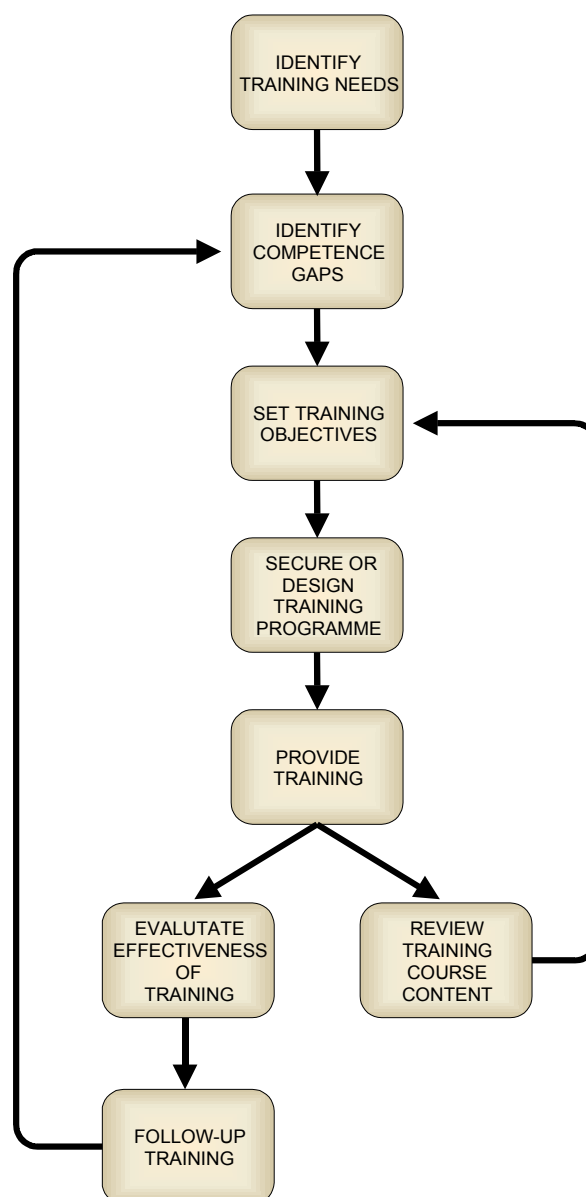 IDENTIFY
TRAINING NEEDS
IDENTIFY
COMPETENCE
GAPS
SET TRAINING
OBJECTIVES
SECURE OR
DESIGN
TRAINING
PROGRAMME
PROVIDE
TRAINING
EVALUTATE
EFFECTIVENESS
OF
TRAINING
REVIEW
TRAINING
COURSE
CONTENT
FOLLOW-UP
TRAINING